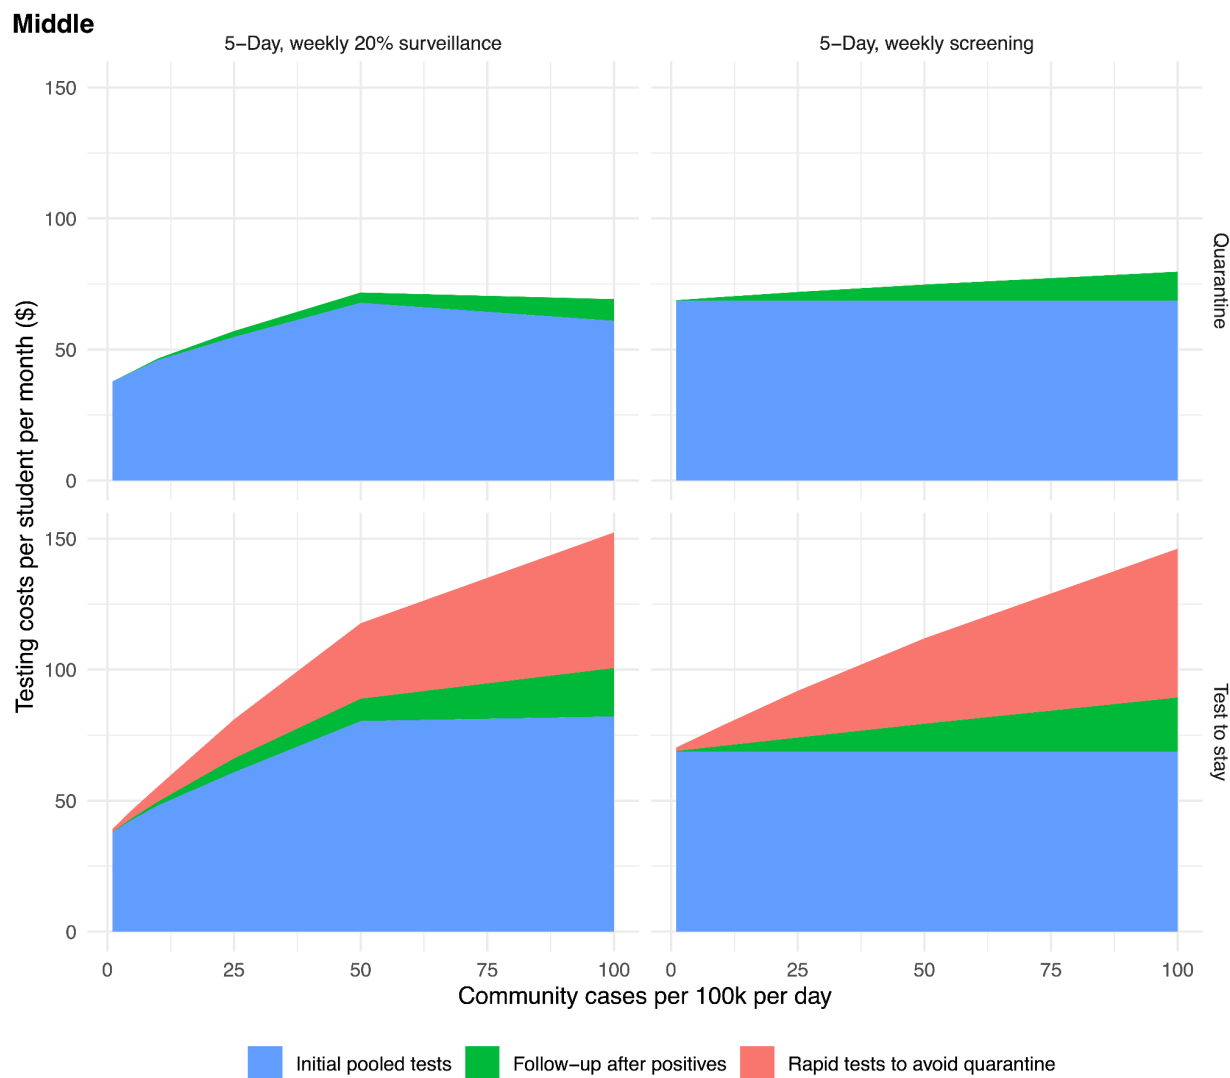 Middle
5−Day, weekly 20% surveillance
5−Day, weekly screening
150
100
50
0
Quarantine
150
100
50
0
Test to stay
Testing costs per student per month ($)
0 25 50 75 100
0 25 50 75 100
Community cases per 100k per day
Initial pooled tests
Follow−up after positives
Rapid tests to avoid quarantine